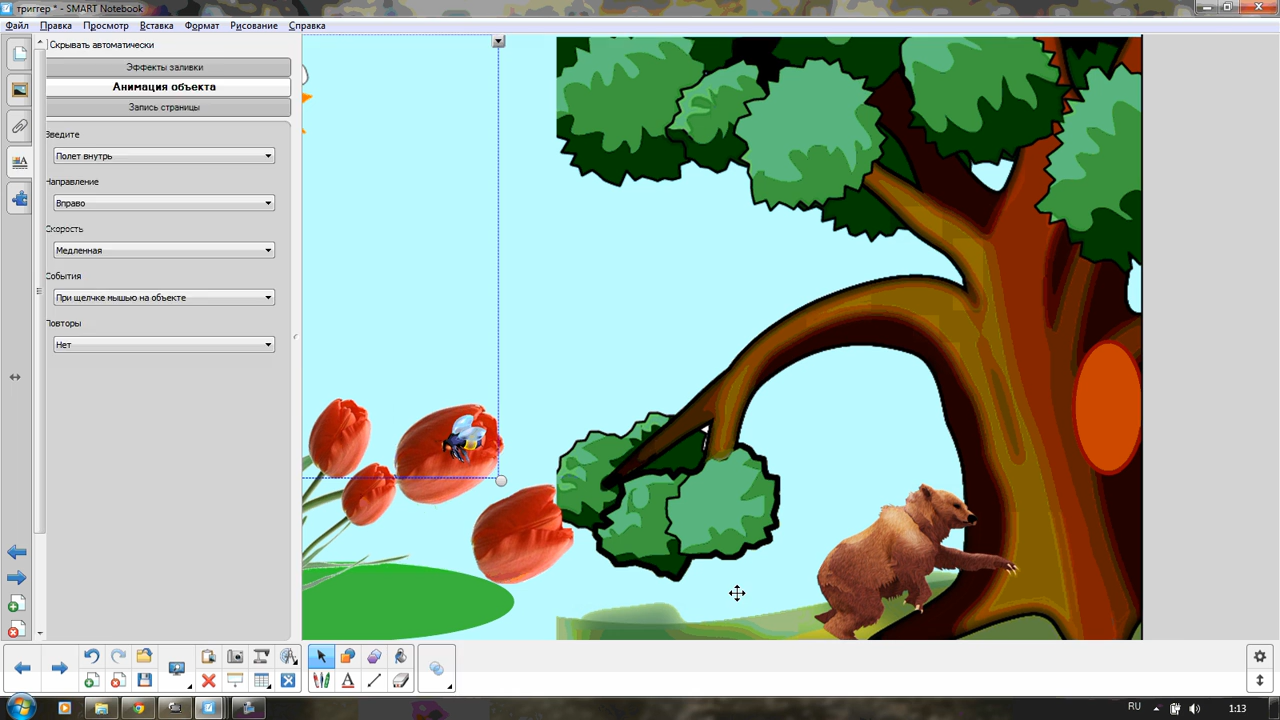 триггер * - SMART Notebook
Файл Правка Просмотр Вставка Формат Рисование Справка
Скрывать автоматически
Эффекты заливки
Анимация объекта
Запись страницы
Введите
Полет внутрь
Направление
Вправо
Скорость
Медленная
События
При щелчке мышью на объекте
Повторы
Нет
RU 1:13